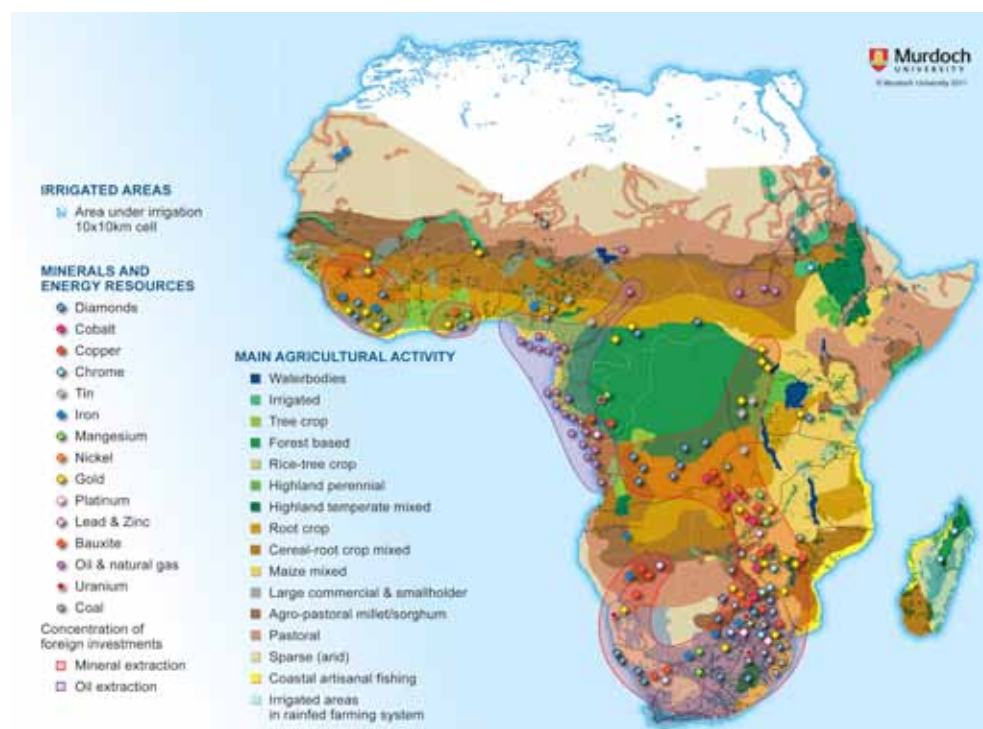 Murdoch
UNIVERSITY
© Murdoch University 2011
IRRIGATED AREAS
Area under irrigation
10x10km cell
MINERALS AND
ENERGY RESOURCES
Diamonds
Cobalt
Copper
Chrome
Tin
Iron
Mangesium
Nickel
Gold
Platinum
Lead & Zinc
Bauxite
Oil & natural gas
Uranium
Coal
Concentration of
foreign investments
Mineral extraction
Oil extraction
MAIN AGRICULTURAL ACTIVITY
Waterbodies
Irrigated
Tree crop
Forest based
Rice-tree crop
Highland perennial
Highland temperate mixed
Root crop
Cereal-root crop mixed
Maize mixed
Large commercial & smallholder
Agro-pastoral millet/sorghum
Pastoral
Sparse (arid)
Coastal artisanal fishing
Irrigated areas
in rainfed farming system